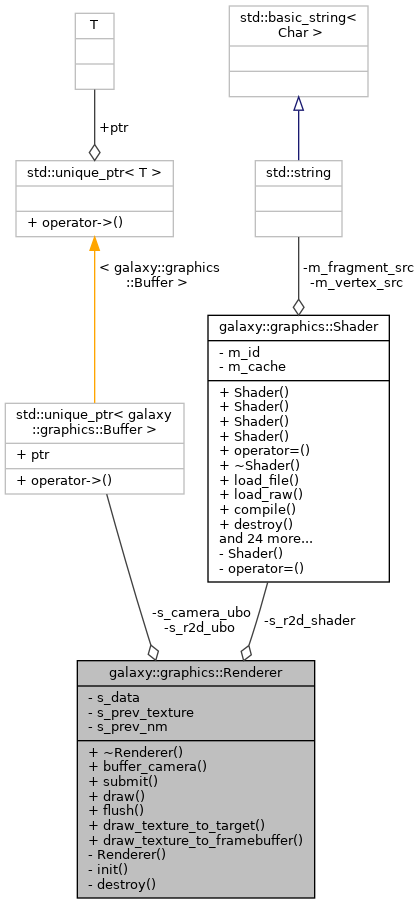 T
+ptr
std::unique_ptr< T >
+ operator->()
< galaxy::graphics
::Buffer >
std::unique_ptr< galaxy
::graphics::Buffer >
+ ptr
+ operator->()
std::basic_string<
Char >
std::string
-m_fragment_src
-m_vertex_src
galaxy::graphics::Shader
- m_id
- m_cache
+ Shader()
+ Shader()
+ Shader()
+ Shader()
+ operator=()
+ ~Shader()
+ load_file()
+ load_raw()
+ compile()
+ destroy()
and 24 more...
- Shader()
- operator=()
-s_camera_ubo
-s_r2d_ubo
-s_r2d_shader
galaxy::graphics::Renderer
- s_data
- s_prev_texture
- s_prev_nm
+ ~Renderer()
+ buffer_camera()
+ submit()
+ draw()
+ flush()
+ draw_texture_to_target()
+ draw_texture_to_framebuffer()
- Renderer()
- init()
- destroy()